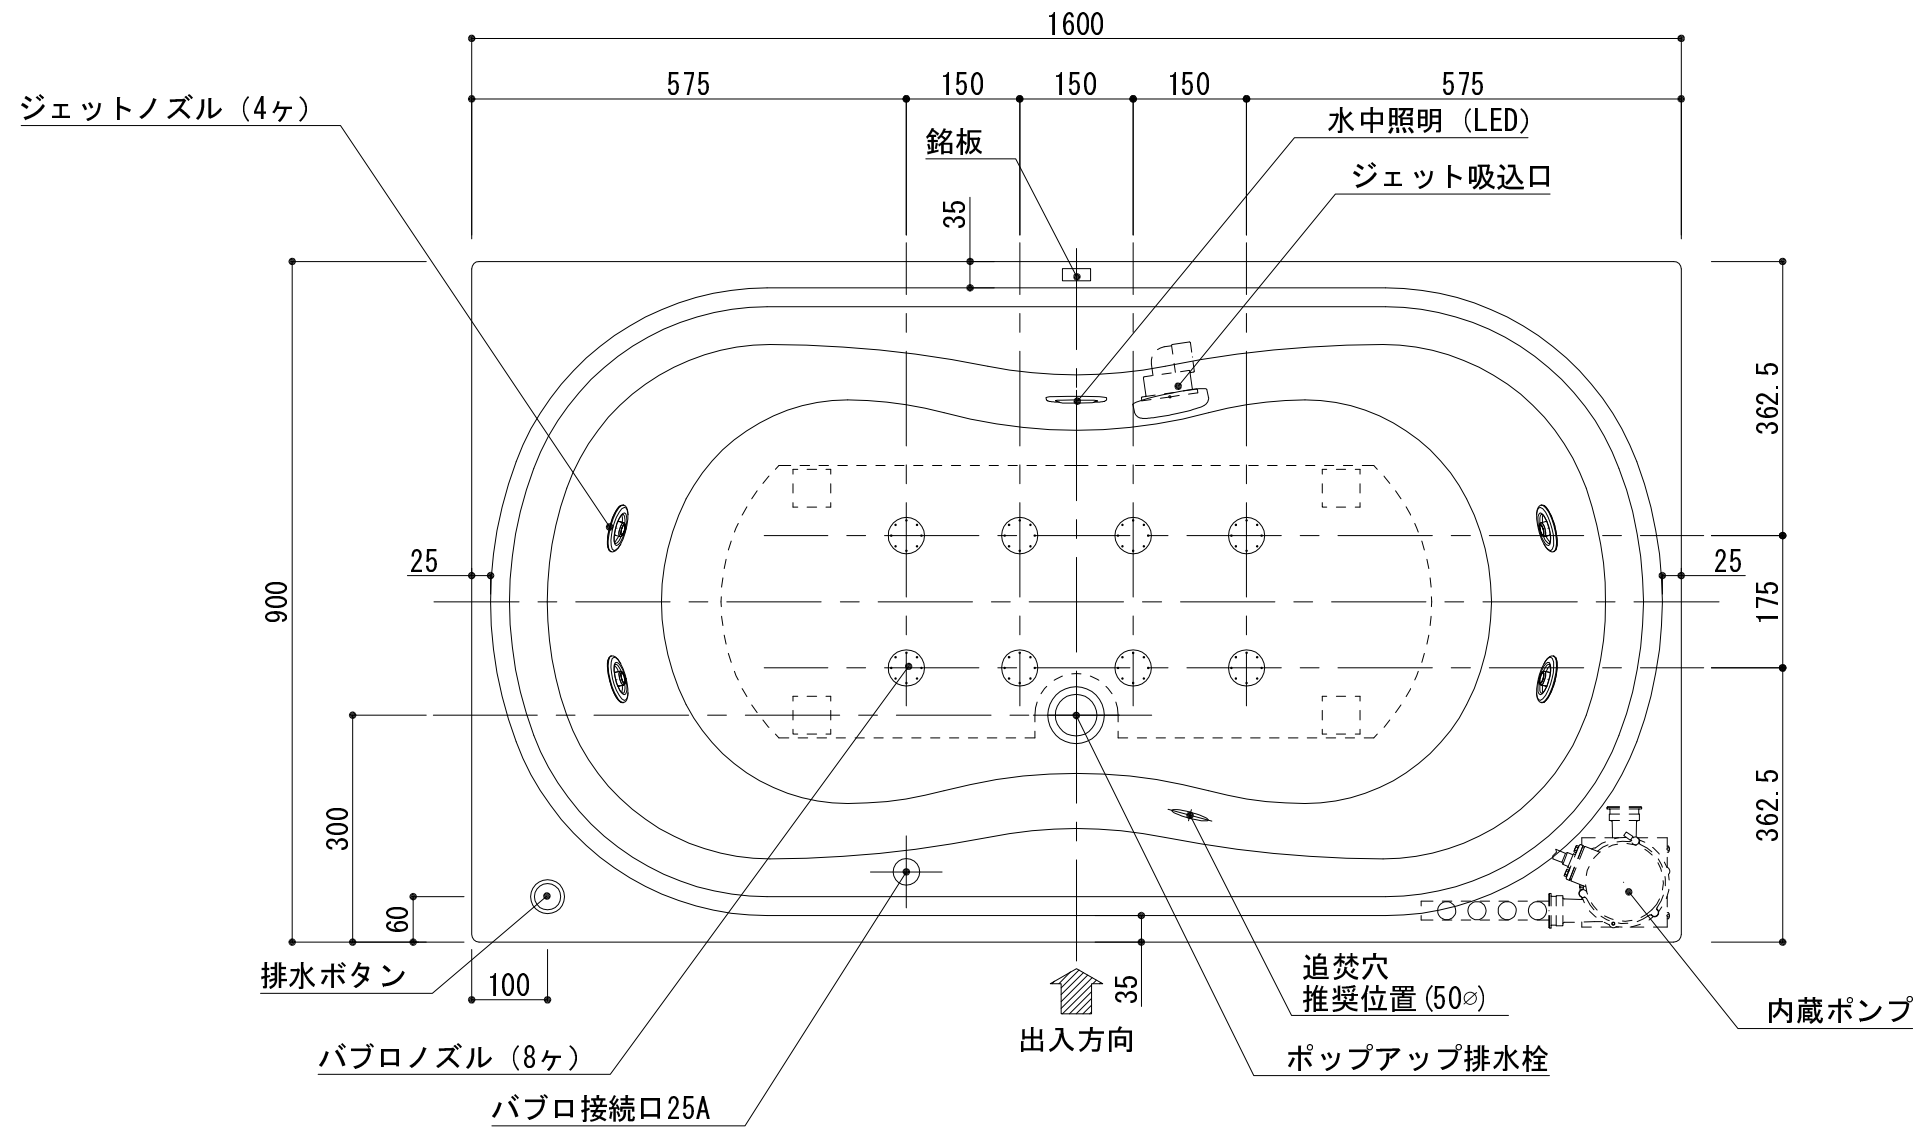 1600
575
150
150
150
575
ジェットノズル（4ヶ）
水中照明（LED）
銘板
ジェット吸込口
35
362.5
25
25
900
175
300
362.5
60
排水ボタン
100
35
追焚穴
推奨位置(50⌀)
内蔵ポンプ
出入方向
バブロノズル（8ヶ）
ポップアップ排水栓
バブロ接続口25A